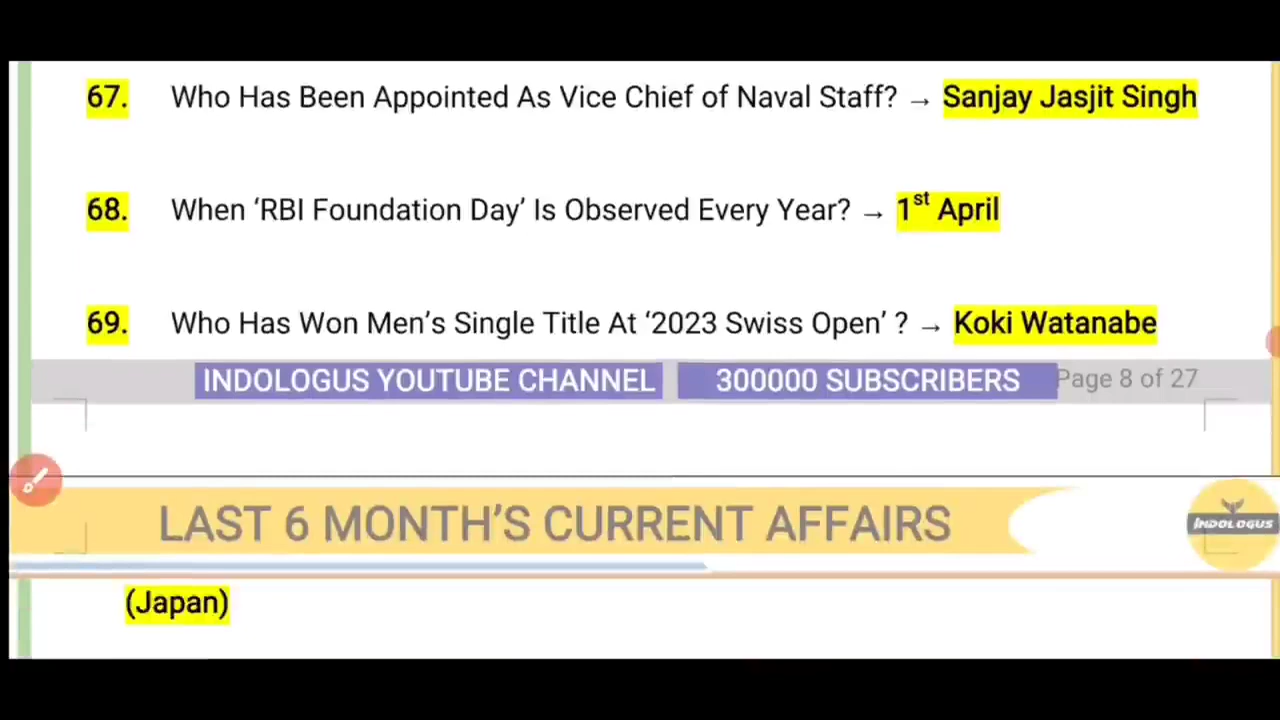 67. Who Has Been Appointed As Vice Chief of Naval Staff? → Sanjay Jasjit Singh
68. When ‘RBI Foundation Day’ Is Observed Every Year? → 1st April
69. Who Has Won Men’s Single Title At ‘2023 Swiss Open’ ? → Koki Watanabe
INDOLOGUS YOUTUBE CHANNEL 300000 SUBSCRIBERS Page 8 of 27
LAST 6 MONTH’S CURRENT AFFAIRS
INDOLOGUS
(Japan)